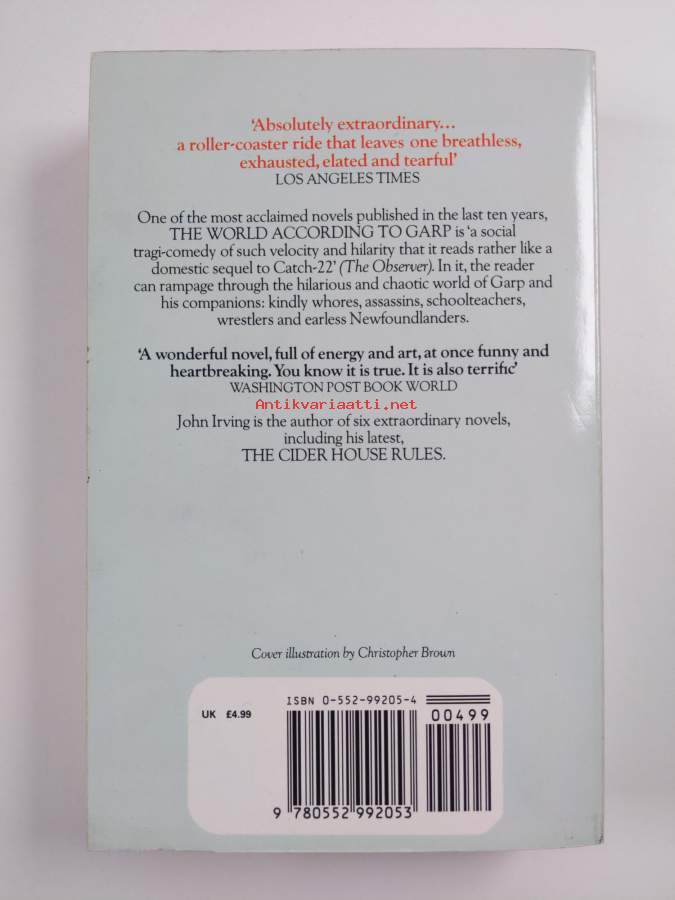 ‘Absolutely extraordinary...
a roller-coaster ride that leaves one breathless,
exhausted, elated and tearful’
LOS ANGELES TIMES
One of the most acclaimed novels published in the last ten years,
THE WORLD ACCORDING TO GARP is ‘a social
tragi-comedy of such velocity and hilarity that it reads rather like a
domestic sequel to Catch-22’ (The Observer). In it, the reader
can rampage through the hilarious and chaotic world of Garp and
his companions: kindly whores, assassins, schoolteachers,
wrestlers and earless Newfoundlanders.
‘A wonderful novel, full of energy and art, at once funny and
heartbreaking. You know it is true. It is also terrific’
WASHINGTON POST BOOK WORLD
Antikvariaatti.net
John Irving is the author of six extraordinary novels,
including his latest,
THE CIDER HOUSE RULES.
Cover illustration by Christopher Brown
UK £4.99
ISBN 0-552-99205-4
00499
9 780552 992053